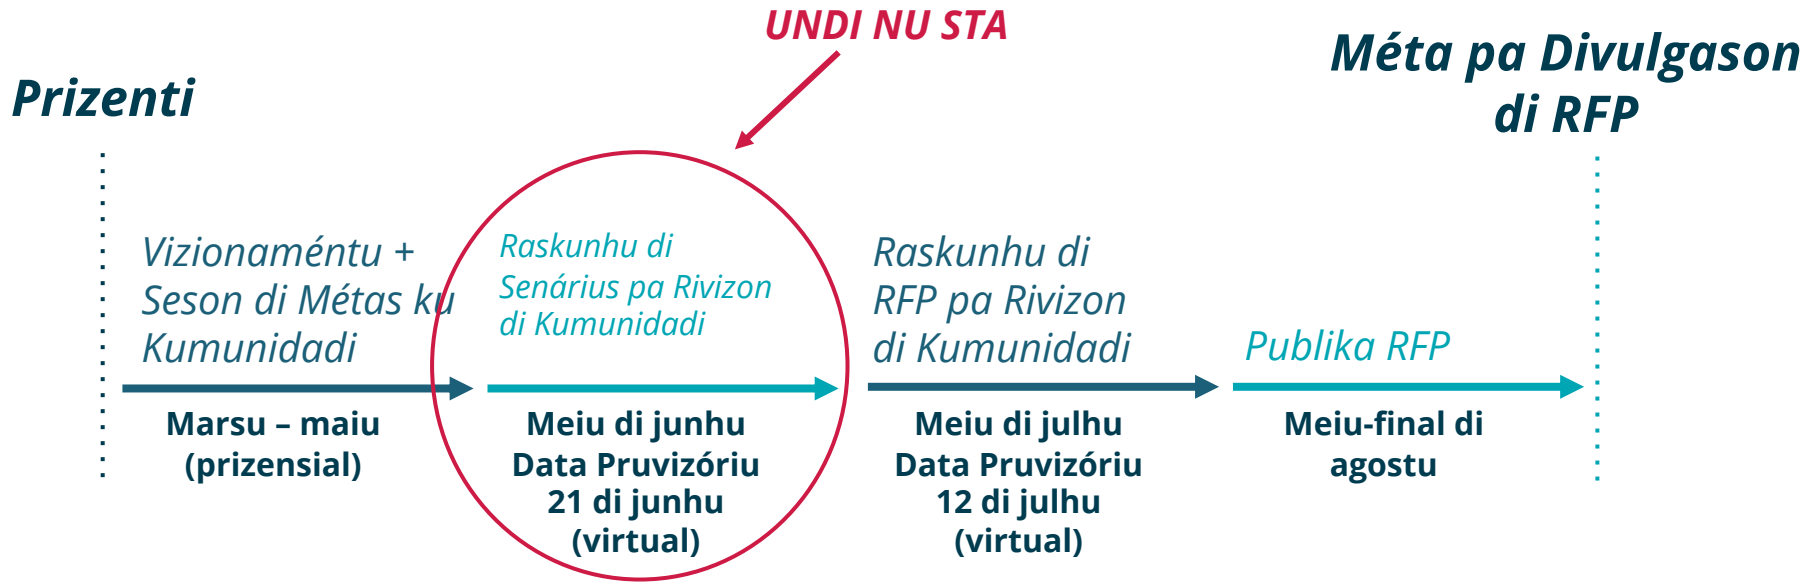 UNDI NU STA
Prizenti
Méta pa Divulgason
di RFP
Vizionaméntu +
Seson di Métas ku
Kumunidadi
Marsu – maiu
(prizensial)
Raskunhu di
Senárius pa Rivizon
di Kumunidadi
Meiu di junhu
Data Pruvizóriu
21 di junhu
(virtual)
Raskunhu di
RFP pa Rivizon
di Kumunidadi
Meiu di julhu
Data Pruvizóriu
12 di julhu
(virtual)
Publika RFP
Meiu-final di
agostu